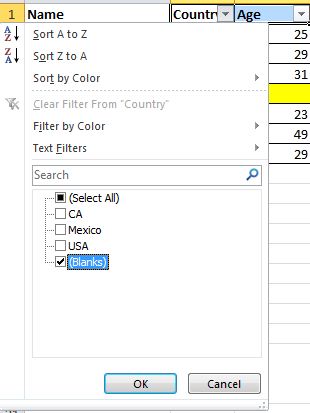 1 Name Country Age
Sort A to Z 25
Sort Z to A 29
Sort by Color 31
Clear Filter From "Country"
Filter by Color 23
Text Filters 49
Search 29
(Select All)
CA
Mexico
USA
(Blanks)
OK Cancel